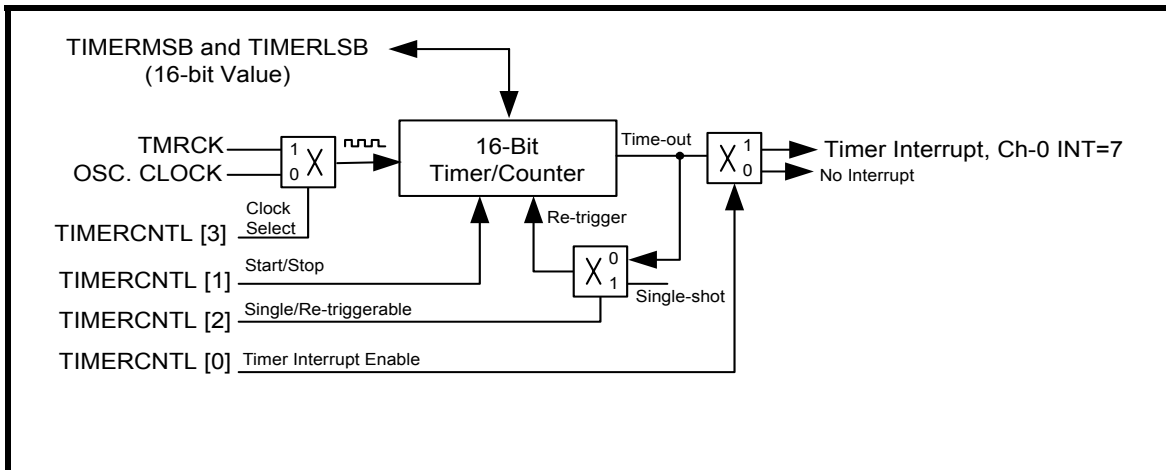 TIMERMSB and TIMERLSB
(16-bit Value)
TMRCK
OSC. CLOCK
1
0
X
16-Bit
Timer/Counter
Time-out
X
1
0
Timer Interrupt, Ch-0 INT=7
No Interrupt
Clock
Select
TIMERCNTL [3]
Re-trigger
X
0
1
Single-shot
TIMERCNTL [1]
Start/Stop
TIMERCNTL [2]
Single/Re-triggerable
TIMERCNTL [0]
Timer Interrupt Enable